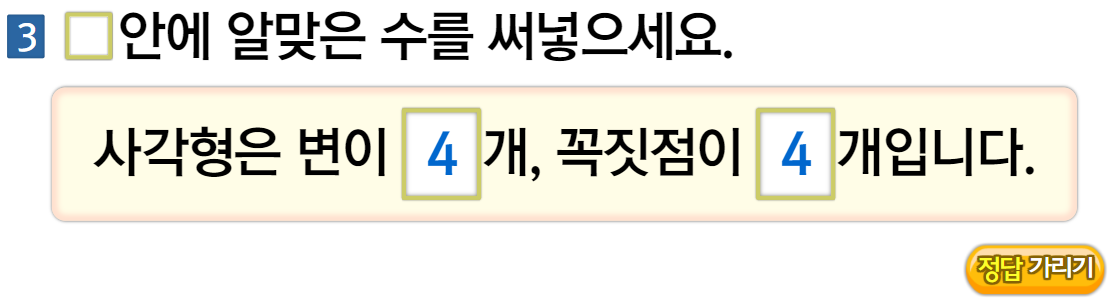 3 □안에 알맞은 수를 써넣으세요.
사각형은 변이 4개, 꼭짓점이 4개입니다.
정답 가리기